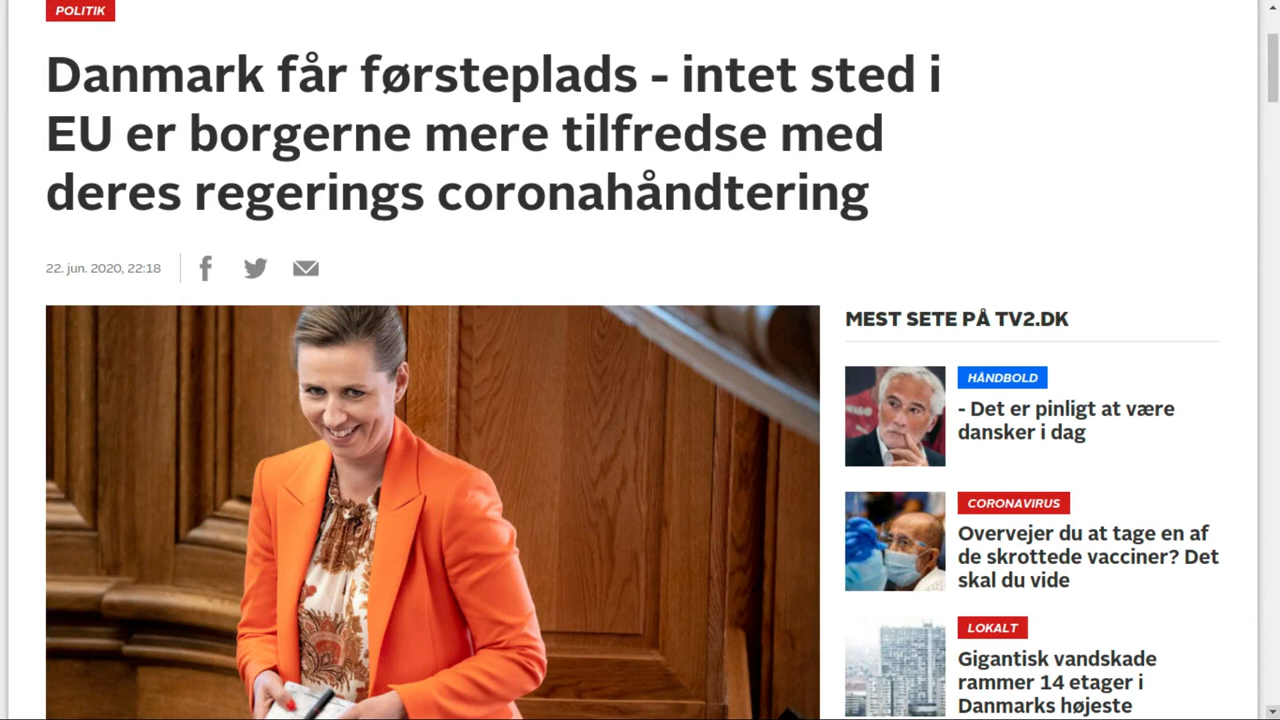 POLITIK
Danmark får førsteplads - intet sted i
EU er borgerne mere tilfredse med
deres regerings coronahåndtering
22. jun. 2020, 22:18
MEST SETE PÅ TV2.DK
HÅNDBOLD
- Det er pinligt at være
dansker i dag
CORONAVIRUS
Overvejer du at tage en af
de skrottede vacciner? Det
skal du vide
LOKALT
Gigantisk vandskade
rammer 14 etager i
Danmarks højeste